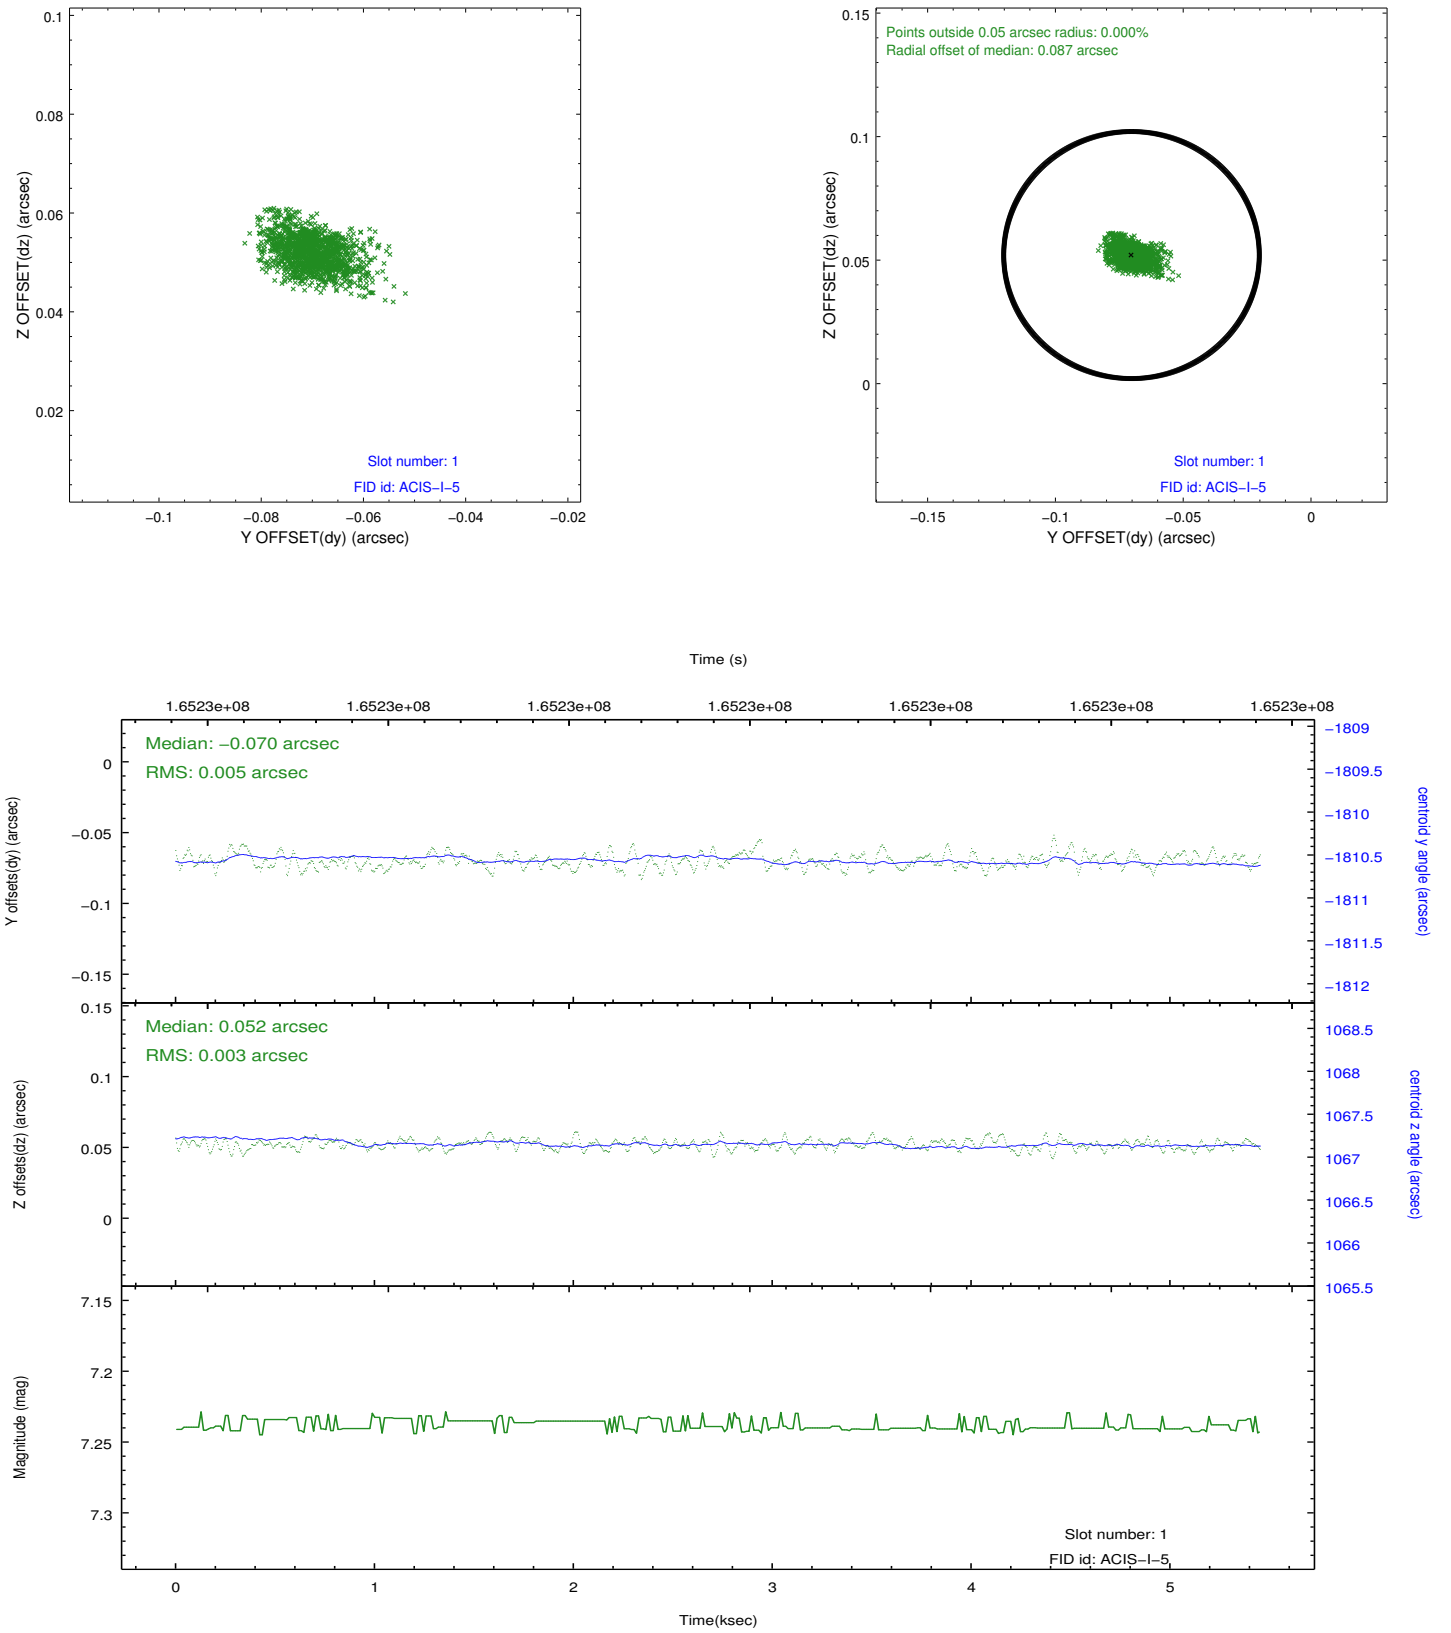 0.1
0.08
0.06
0.04
0.02
Z OFFSET(dz) (arcsec)
Slot number: 1
FID id: ACIS−I−5
−0.1 −0.08 −0.06 −0.04 −0.02
Y OFFSET(dy) (arcsec)
0.15
0.1
0.05
0
Z OFFSET(dz) (arcsec)
Points outside 0.05 arcsec radius: 0.000%
Radial offset of median: 0.087 arcsec
Slot number: 1
FID id: ACIS−I−5
−0.15 −0.1 −0.05 0
Y OFFSET(dy) (arcsec)
Time (s)
1.6523e+08 1.6523e+08 1.6523e+08 1.6523e+08 1.6523e+08 1.6523e+08 1.6523e+08
Median: −0.070 arcsec
RMS: 0.005 arcsec
0
−0.05
−0.1
−0.15
Y offsets(dy) (arcsec)
−1809
−1809.5
−1810
−1810.5
−1811
−1811.5
−1812
centroid y angle (arcsec)
Median: 0.052 arcsec
RMS: 0.003 arcsec
0.15
0.1
0.05
0
Z offsets(dz) (arcsec)
1068.5
1068
1067.5
1067
1066.5
1066
1065.5
centroid z angle (arcsec)
7.15
7.2
7.25
7.3
Magnitude (mag)
Slot number: 1
FID id: ACIS−I−5
0 1 2 3 4 5
Time(ksec)